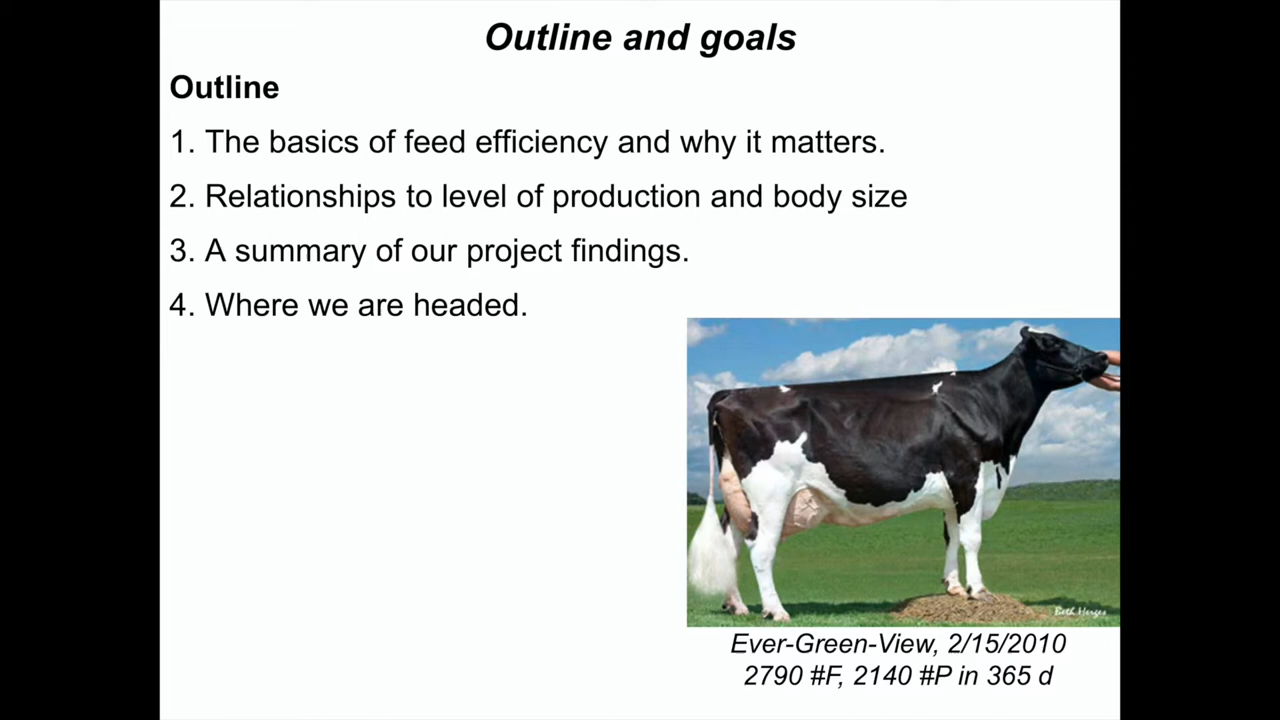 Outline and goals
Outline
1. The basics of feed efficiency and why it matters.
2. Relationships to level of production and body size
3. A summary of our project findings.
4. Where we are headed.
Beth Herges
Ever-Green-View, 2/15/2010
2790 #F, 2140 #P in 365 d